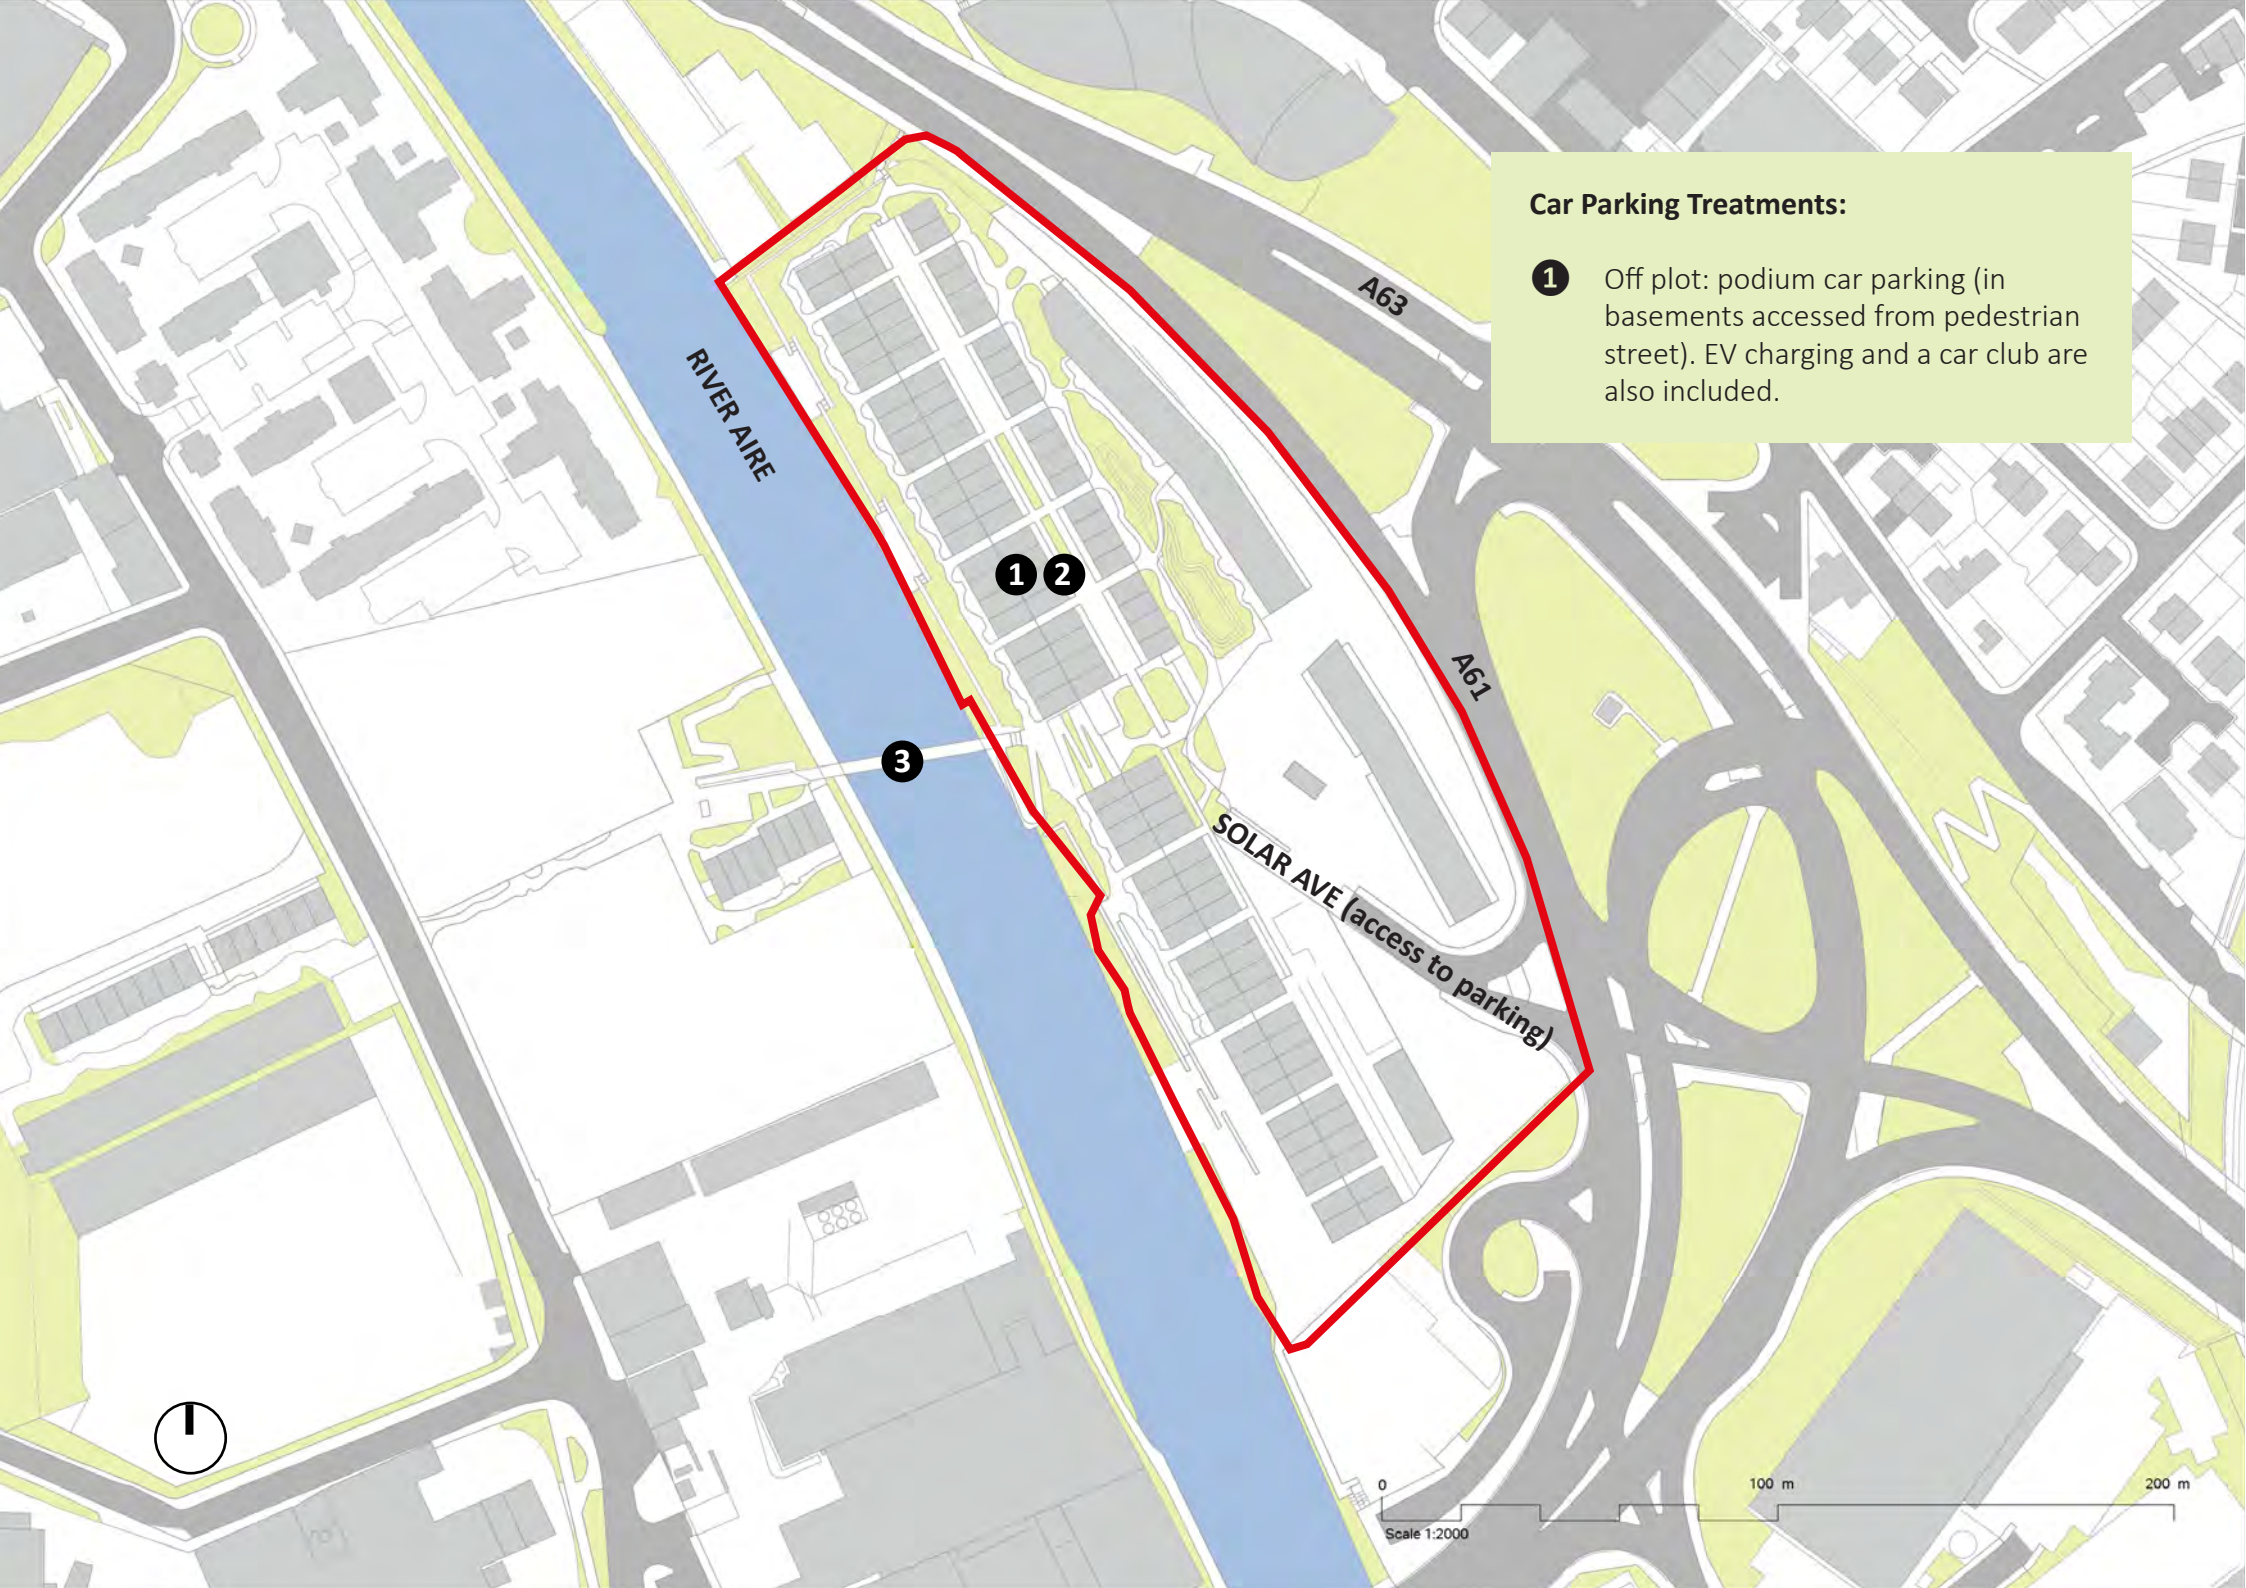 Car Parking Treatments:
1 Off plot: podium car parking (in
basements accessed from pedestrian
street). EV charging and a car club are
also included.
A63
RIVER AIRE
1 2
A61
3
SOLAR AVE (access to parking)
0 100 m 200 m
Scale 1:2000